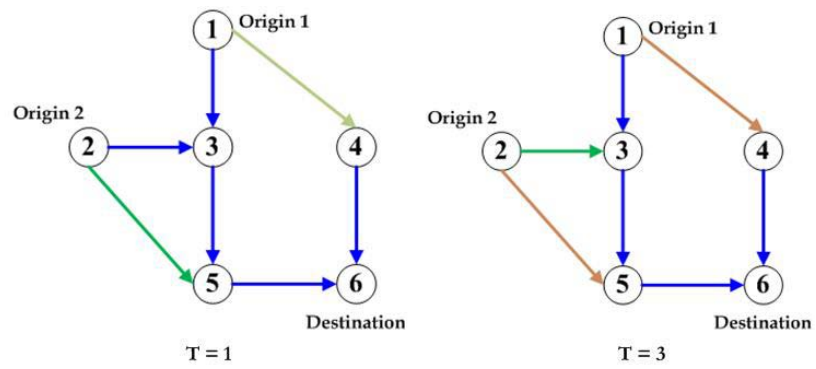 1 Origin 1
Origin 2
2 3 4
5 6
Destination
T = 1
1 Origin 1
Origin 2
2 3 4
5 6
Destination
T = 3